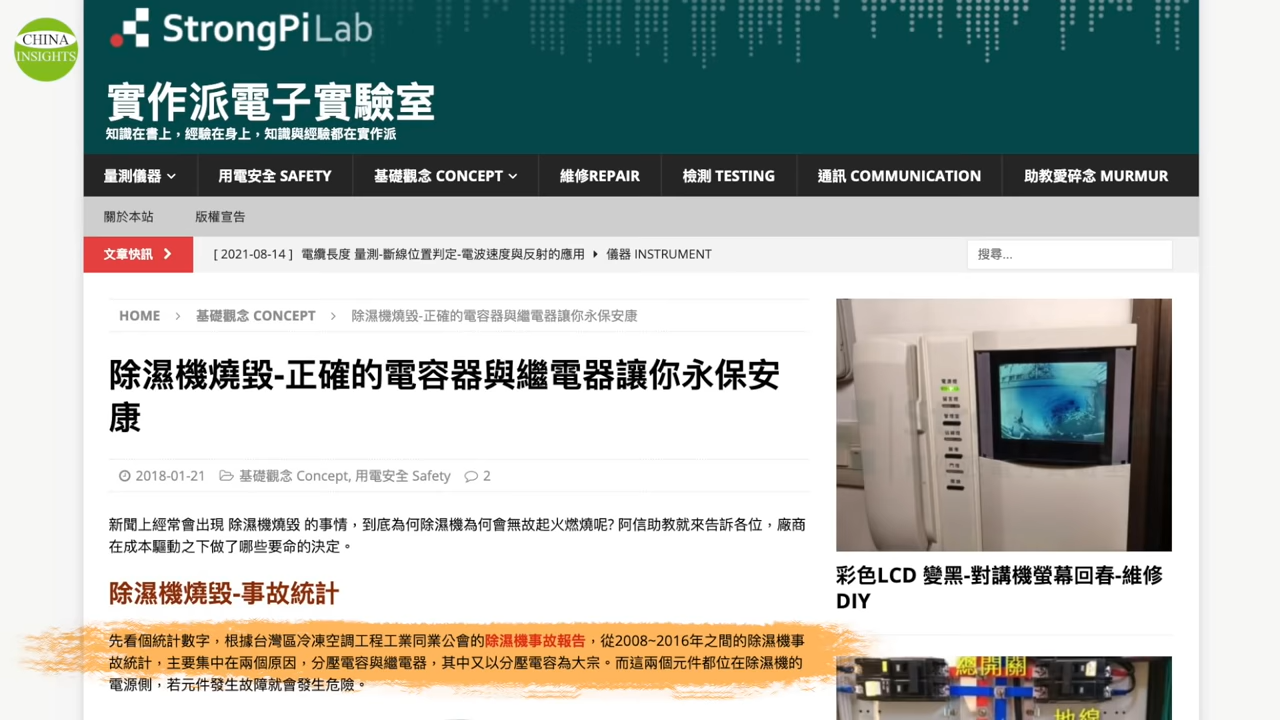 CHINA
INSIGHTS
StrongPi Lab
實作派電子實驗室
知識在書上，經驗在身上，知識與經驗都在實作派
量測儀器 用電安全 SAFETY 基礎觀念 CONCEPT 維修REPAIR 檢測 TESTING 通訊 COMMUNICATION 助教愛碎念 MURMUR
關於本站 版權宣告
文章快訊 [ 2021-08-14 ] 電纜長度 量測-斷線位置判定-電波速度與反射的應用 儀器 INSTRUMENT 搜尋...
HOME 基礎觀念 CONCEPT 除濕機燒毀-正確的電容器與繼電器讓你永保安康
除濕機燒毀-正確的電容器與繼電器讓你永保安
康
2018-01-21 基礎觀念 Concept, 用電安全 Safety 2
新聞上經常會出現 除濕機燒毀 的事情，到底為何除濕機為何會無故起火燃燒呢? 阿信助教就來告訴各位，廠商
在成本驅動之下做了哪些要命的決定。
除濕機燒毀-事故統計
先看個統計數字，根據台灣區冷凍空調工程工業同業公會的除濕機事故報告，從2008~2016年之間的除濕機事
故統計，主要集中在兩個原因，分壓電容與繼電器，其中又以分壓電容為大宗。而這兩個元件都位在除濕機的
電源側，若元件發生故障就會發生危險。
彩色LCD 變黑-對講機螢幕回春-維修
DIY
總開關
地線